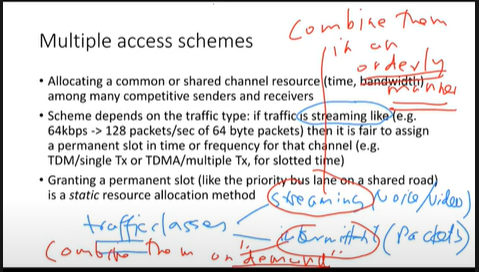 Combine them
in an
orderly
manner
Multiple access schemes
• Allocating a common or shared channel resource (time, bandwidth)
among many competitive senders and receivers
• Scheme depends on the traffic type: if traffic is streaming like (e.g.
64kbps -> 128 packets/sec of 64 byte packets) then it is fair to assign
a permanent slot in time or frequency for that channel (e.g.
TDM/single Tx or TDMA/multiple Tx, for slotted time)
• Granting a permanent slot (like the priority bus lane on a shared road)
is a static resource allocation method
streaming (Voice/Video)
traffic classes
intermittent (Packets)
Combine them on "demand"